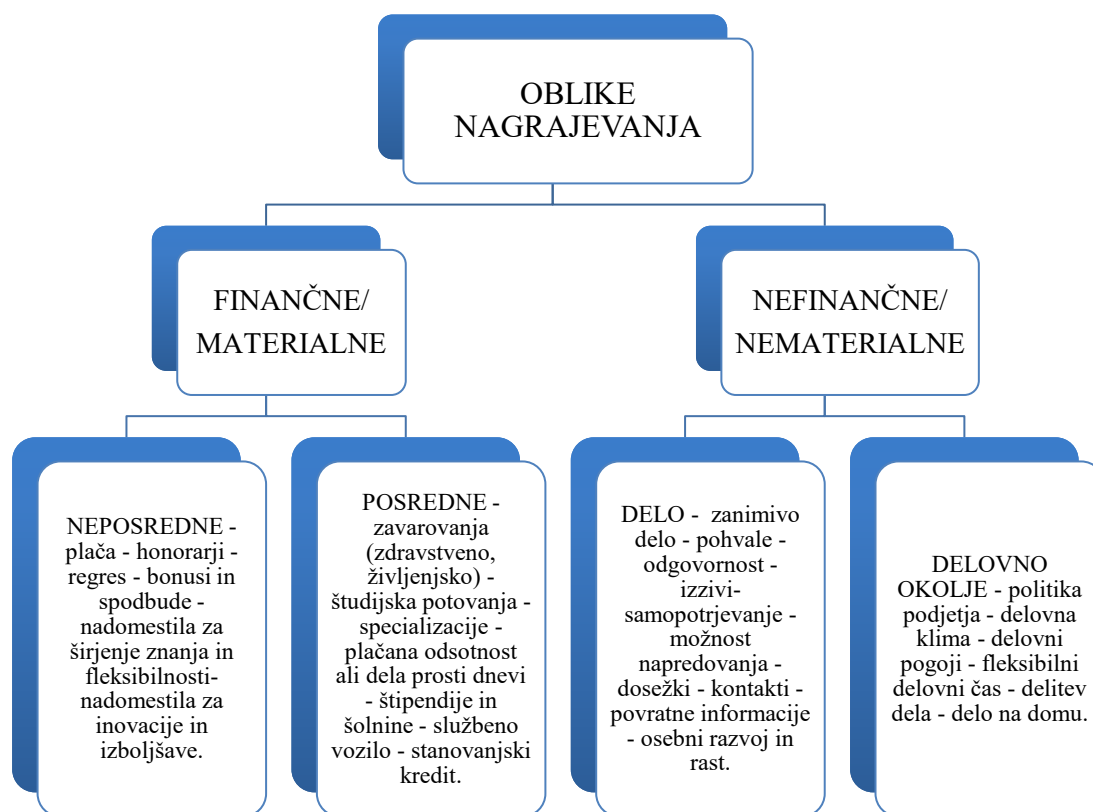 OBLIKE
NAGRAJEVANJA
FINANČNE/
MATERIALNE
NEFINANČNE/
NEMATERIALNE
NEPOSREDNE -
plača - honorarji -
regres - bonusi in
spodbude -
nadomestila za
širjenje znanja in
fleksibilnosti-
nadomestila za
inovacije in
izboljšave.
POSREDNE -
zavarovanja
(zdravstveno,
življenjsko) -
študijska potovanja -
specializacije -
plačana odsotnost
ali dela prosti dnevi
- štipendije in
šolnine - službeno
vozilo - stanovanjski
kredit.
DELO - zanimivo
delo - pohvale -
odgovornost -
izzivi-
samopotrjevanje -
možnost
napredovanja -
dosežki - kontakti -
povratne informacije
- osebni razvoj in
rast.
DELOVNO
OKOLJE - politika
podjetja - delovna
klima - delovni
pogoji - fleksibilni
delovni čas - delitev
dela - delo na domu.